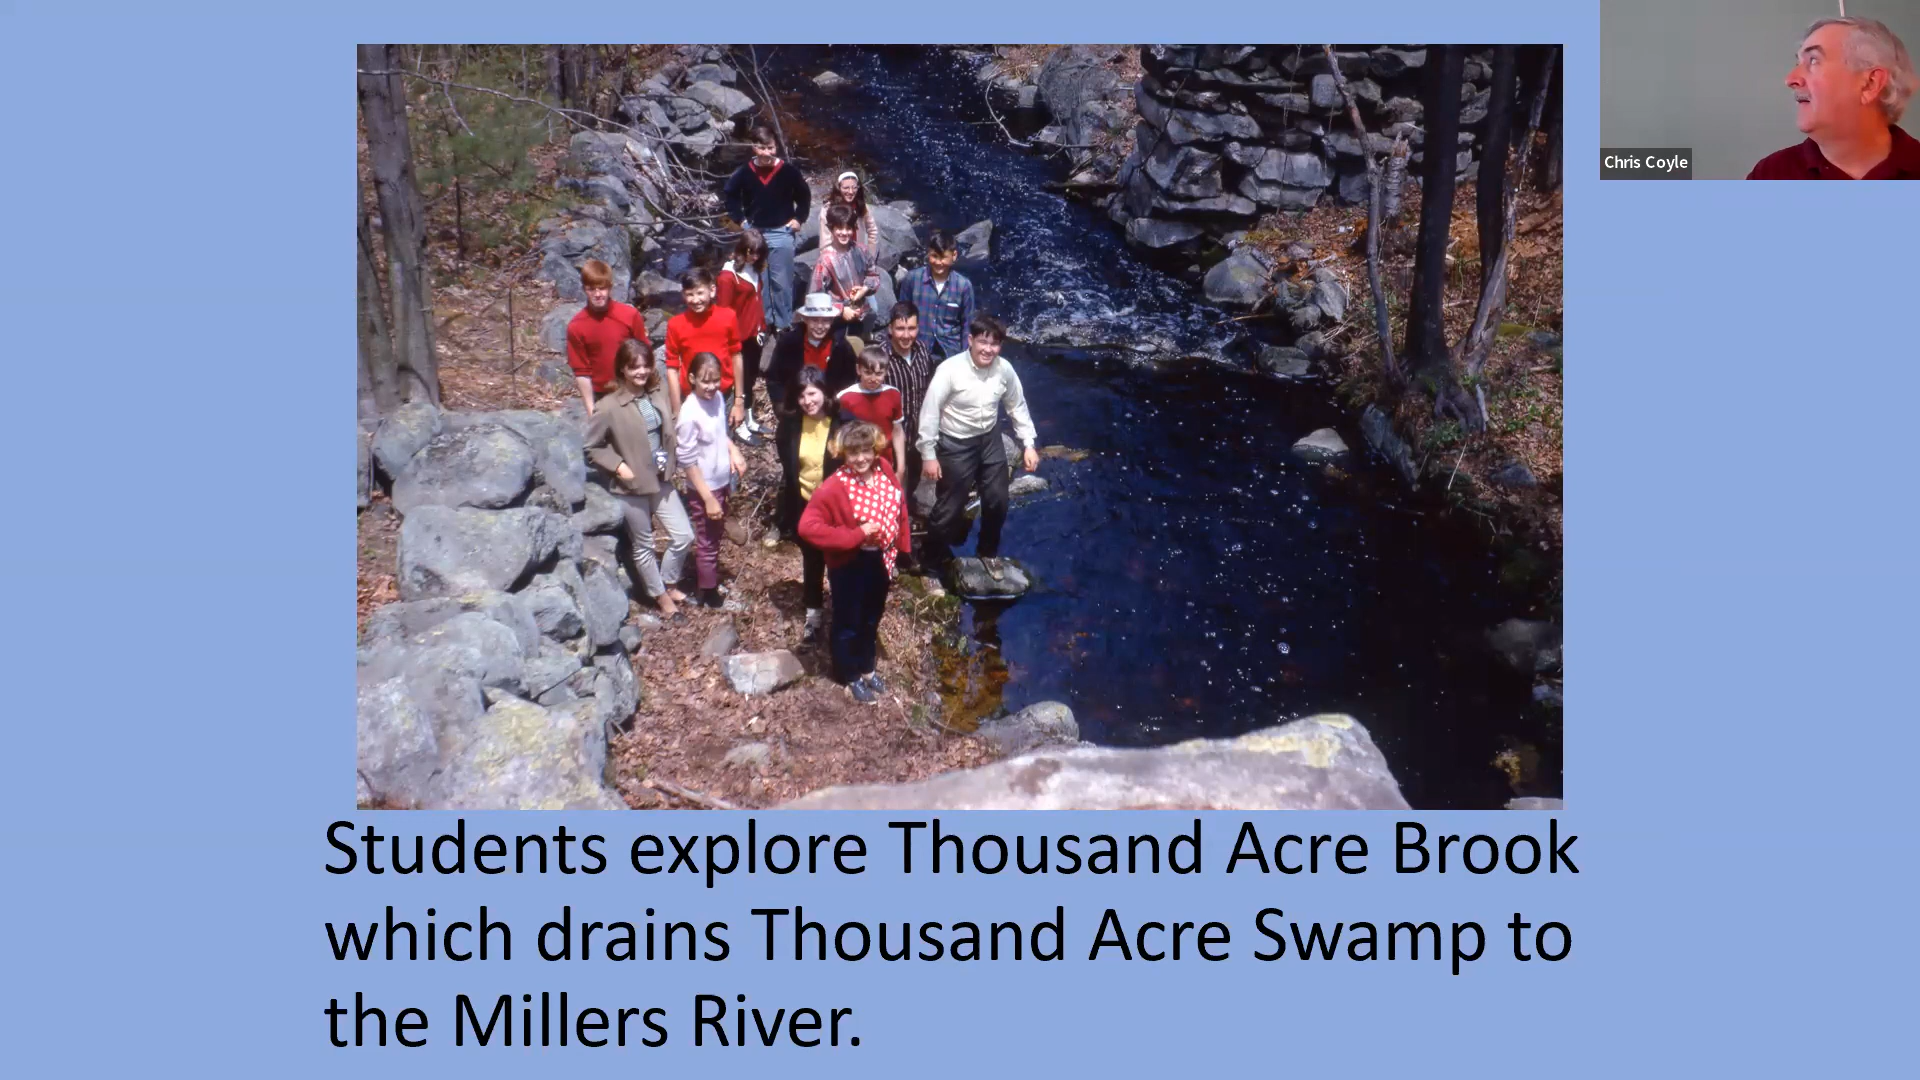 Chris Coyle
Students explore Thousand Acre Brook
which drains Thousand Acre Swamp to
the Millers River.